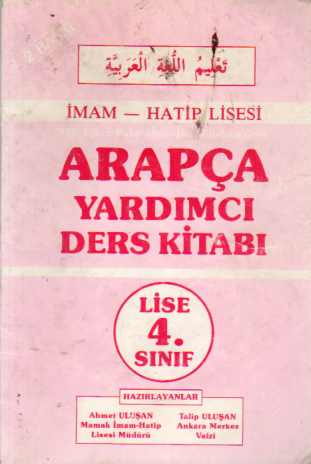 تَعْلِيمُ اللُّغَةِ الْعَرَبِيَّةِ
İMAM — HATİP LİSESİ
ARAPÇA
YARDIMCI
DERS KİTABI
LİSE
4.
SINIF
HAZIRLAYANLAR
Ahmet ULUŞAN
Mamak İmam-Hatip
Lisesi Müdürü
Talip ULUŞAN
Ankara Merkez
Vaizi